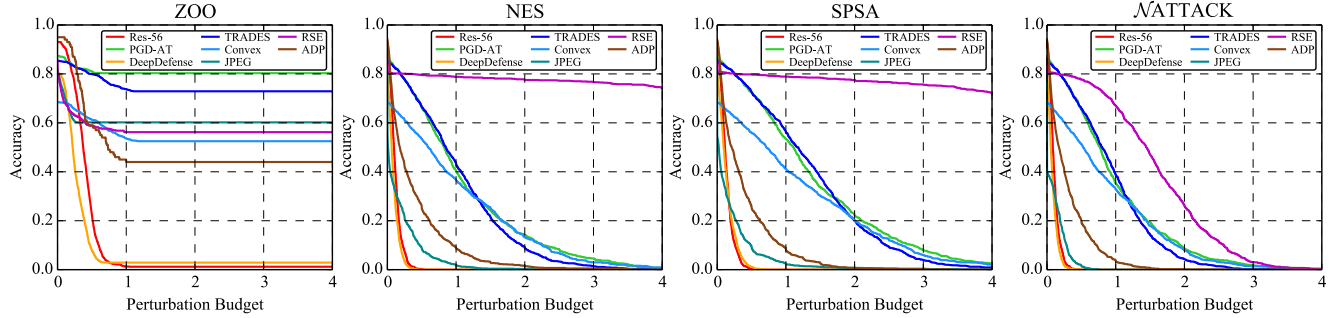 ZOO
Accuracy
1.0
0.8
0.6
0.4
0.2
0.0
Res-56 TRADES RSE
PGD-AT Convex ADP
DeepDefense JPEG
0 1 2 3 4
Perturbation Budget
NES
Accuracy
1.0
0.8
0.6
0.4
0.2
0.0
Res-56 TRADES RSE
PGD-AT Convex ADP
DeepDefense JPEG
0 1 2 3 4
Perturbation Budget
SPSA
Accuracy
1.0
0.8
0.6
0.4
0.2
0.0
Res-56 TRADES RSE
PGD-AT Convex ADP
DeepDefense JPEG
0 1 2 3 4
Perturbation Budget
𝒩ATTACK
Accuracy
1.0
0.8
0.6
0.4
0.2
0.0
Res-56 TRADES RSE
PGD-AT Convex ADP
DeepDefense JPEG
0 1 2 3 4
Perturbation Budget